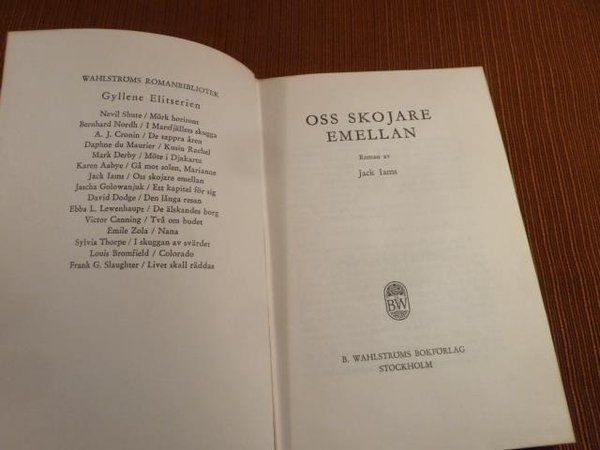 WAHLSTRÖMS ROMANBIBLIOTEK
Gyllene Elitserien
Nevil Shute / Mörk horisont
Bernhard Nordh / I Marsfjällets skugga
A. J. Cronin / De tappra åren
Daphne du Maurier / Kusin Rachel
Mark Derby / Möte i Djakarta
Karen Aabye / Gå mot solen, Marianne
Jack Iams / Oss skojare emellan
Jascha Golowanjuk / Ett kapitel för sig
David Dodge / Den långa resan
Ebba L. Lewenhaupt / De älskandes borg
Victor Canning / Två om budet
Emile Zola / Nana
Sylvia Thorpe / I skuggan av svärdet
Louis Bromfield / Colorado
Frank G. Slaughter / Livet skall räddas
OSS SKOJARE
EMELLAN
Roman av
Jack Iams
BW
B. WAHLSTRÖMS BOKFÖRLAG
STOCKHOLM